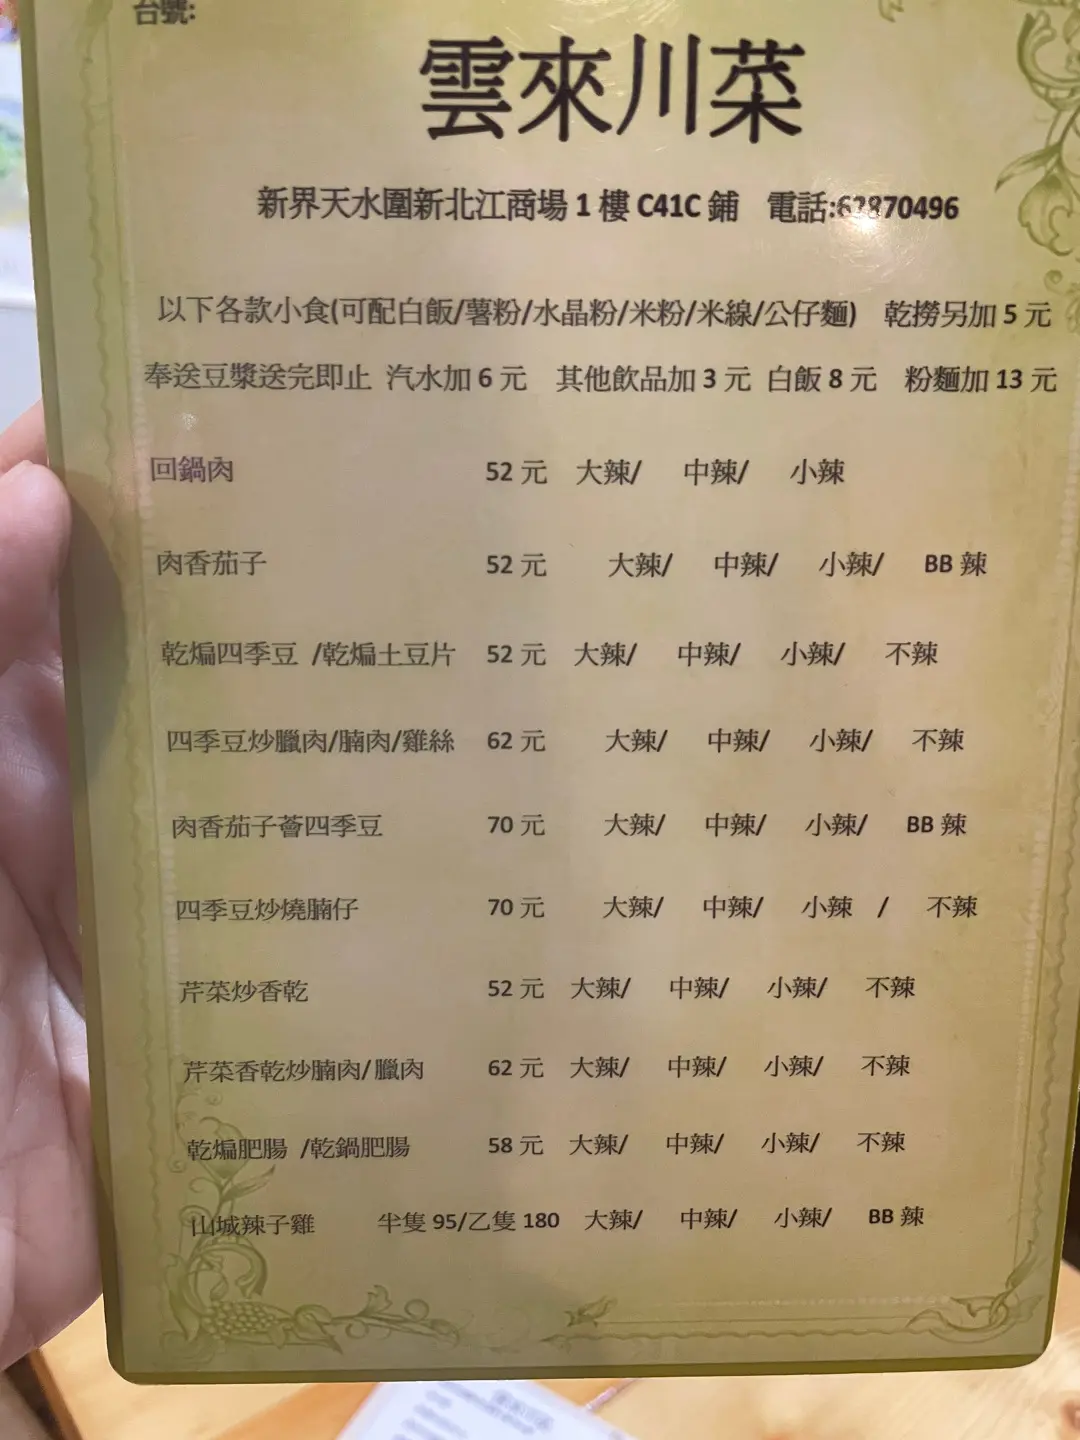 台號:
雲來川菜
新界天水圍新北江商場 1 樓 C41C 鋪 電話:62870496
以下各款小食(可配白飯/薯粉/水晶粉/米粉/米線/公仔麵) 乾撈另加 5 元
奉送豆漿送完即止 汽水加 6 元 其他飲品加 3 元 白飯 8 元 粉麵加 13 元
回鍋肉 52 元 大辣/ 中辣/ 小辣
肉香茄子 52 元 大辣/ 中辣/ 小辣/ BB 辣
乾煸四季豆 /乾煸土豆片 52 元 大辣/ 中辣/ 小辣/ 不辣
四季豆炒臘肉/腩肉/雞絲 62 元 大辣/ 中辣/ 小辣/ 不辣
肉香茄子薈四季豆 70 元 大辣/ 中辣/ 小辣/ BB 辣
四季豆炒燒腩仔 70 元 大辣/ 中辣/ 小辣 / 不辣
芹菜炒香乾 52 元 大辣/ 中辣/ 小辣/ 不辣
芹菜香乾炒腩肉/臘肉 62 元 大辣/ 中辣/ 小辣/ 不辣
乾煸肥腸 /乾鍋肥腸 58 元 大辣/ 中辣/ 小辣/ 不辣
山城辣子雞 半隻 95/乙隻 180 大辣/ 中辣/ 小辣/ BB 辣